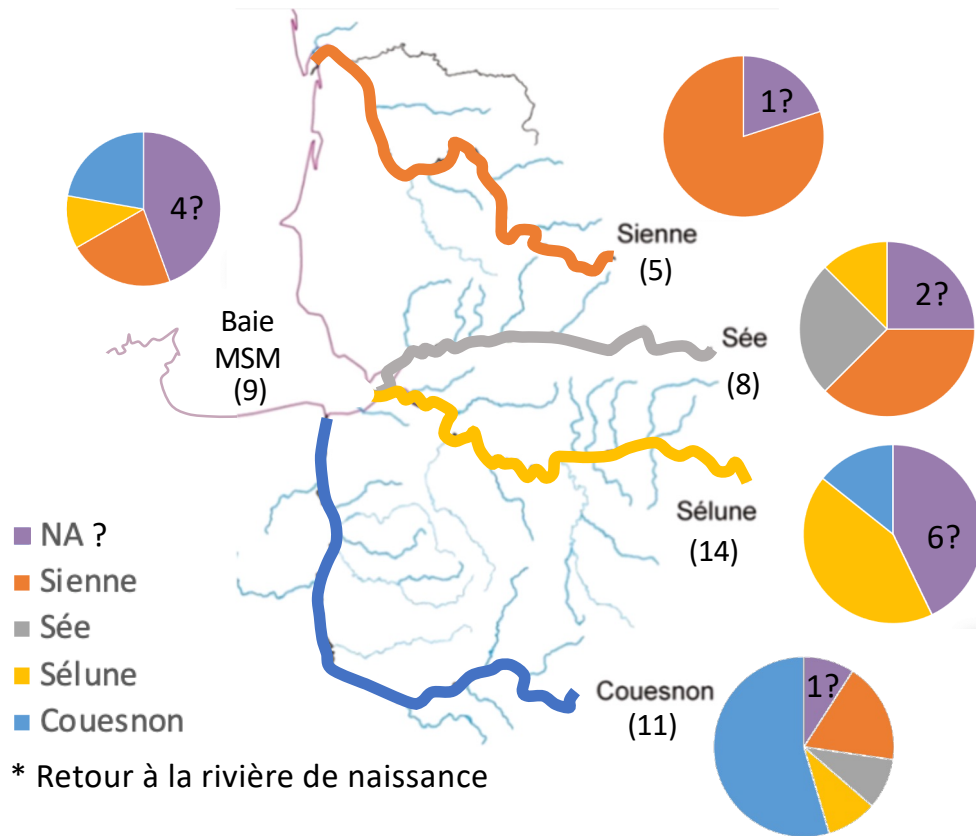 1?
4?
Sienne
(5)
2?
Baie
MSM
(9)
Sée
(8)
Sélune
(14)
6?
NA ?
Sienne
Sée
Sélune
Couesnon
Couesnon
(11)
1?
* Retour à la rivière de naissance